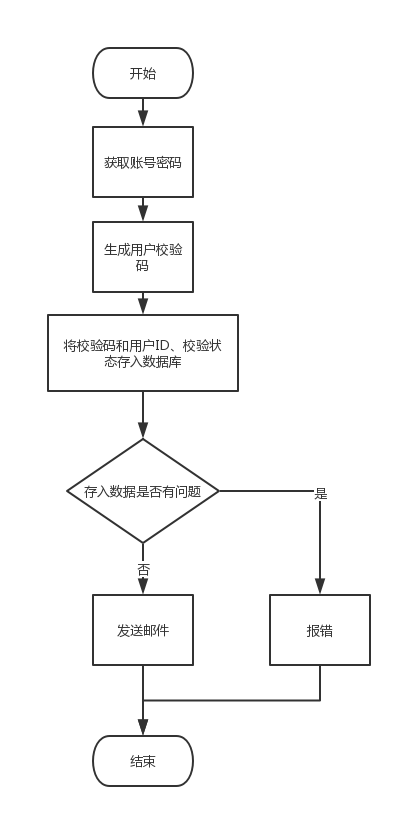 开始
获取账号密码
生成用户校验
码
将校验码和用户ID、校验状
态存入数据库
存入数据是否有问题
是
否
发送邮件
报错
结束